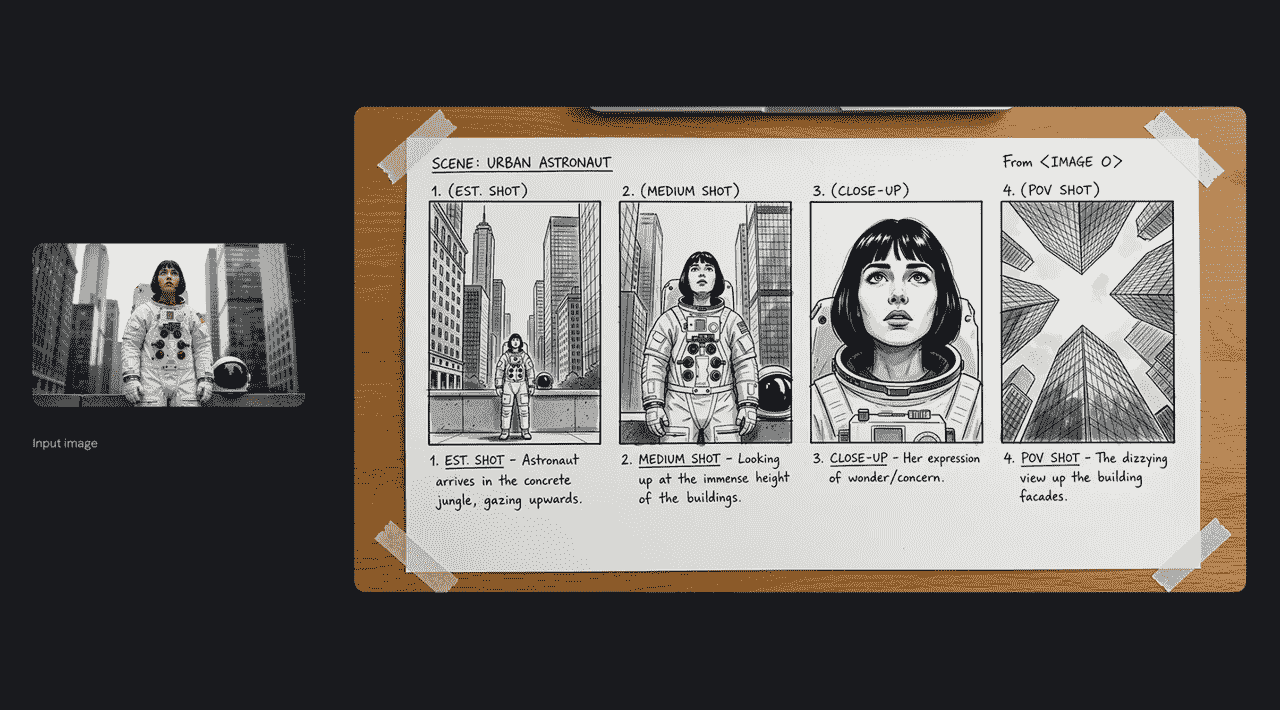 SCENE: URBAN ASTRONAUT
From <IMAGE 0>
1. (EST. SHOT)
2. (MEDIUM SHOT)
3. (CLOSE-UP)
4. (POV SHOT)
1. EST. SHOT – Astronaut
arrives in the concrete
jungle, gazing upwards.
2. MEDIUM SHOT – Looking
up at the immense height
of the buildings.
3. CLOSE-UP – Her expression
of wonder/concern.
4. POV SHOT – The dizzying
view up the building
facades.
Input image